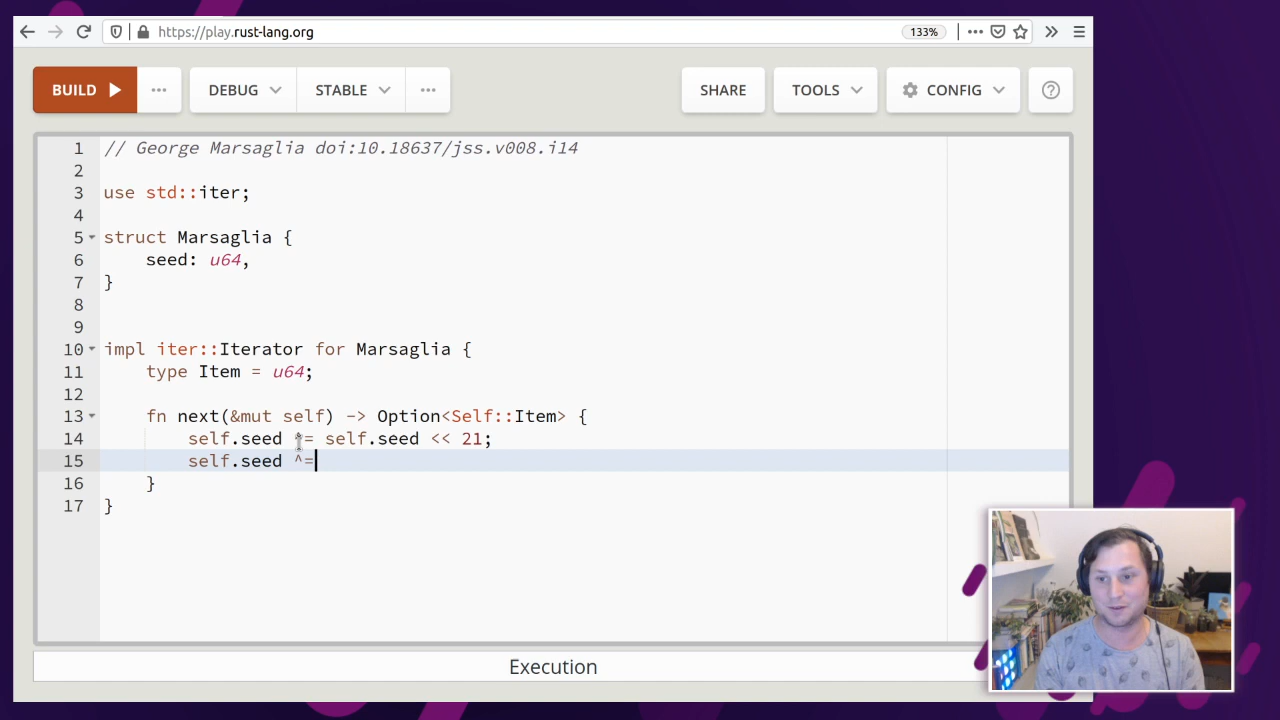 https://play.rust-lang.org
133%
BUILD
DEBUG
STABLE
SHARE
TOOLS
CONFIG
1 // George Marsaglia doi:10.18637/jss.v008.i14
2
3 use std::iter;
4
5 struct Marsaglia {
6 seed: u64,
7 }
8
9
10 impl iter::Iterator for Marsaglia {
11 type Item = u64;
12
13 fn next(&mut self) -> Option<Self::Item> {
14 self.seed ^= self.seed << 21;
15 self.seed ^=
16 }
17 }
Execution